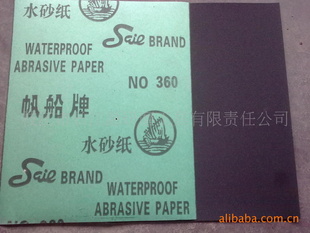 水砂纸
WATERPROOF Sail BRAND
ABRASIVE PAPER
NO 360
帆船牌
有限责任公司
水砂纸
Sail BRAND WATERPROOF
ABRASIVE PAPER
alibaba.com.cn